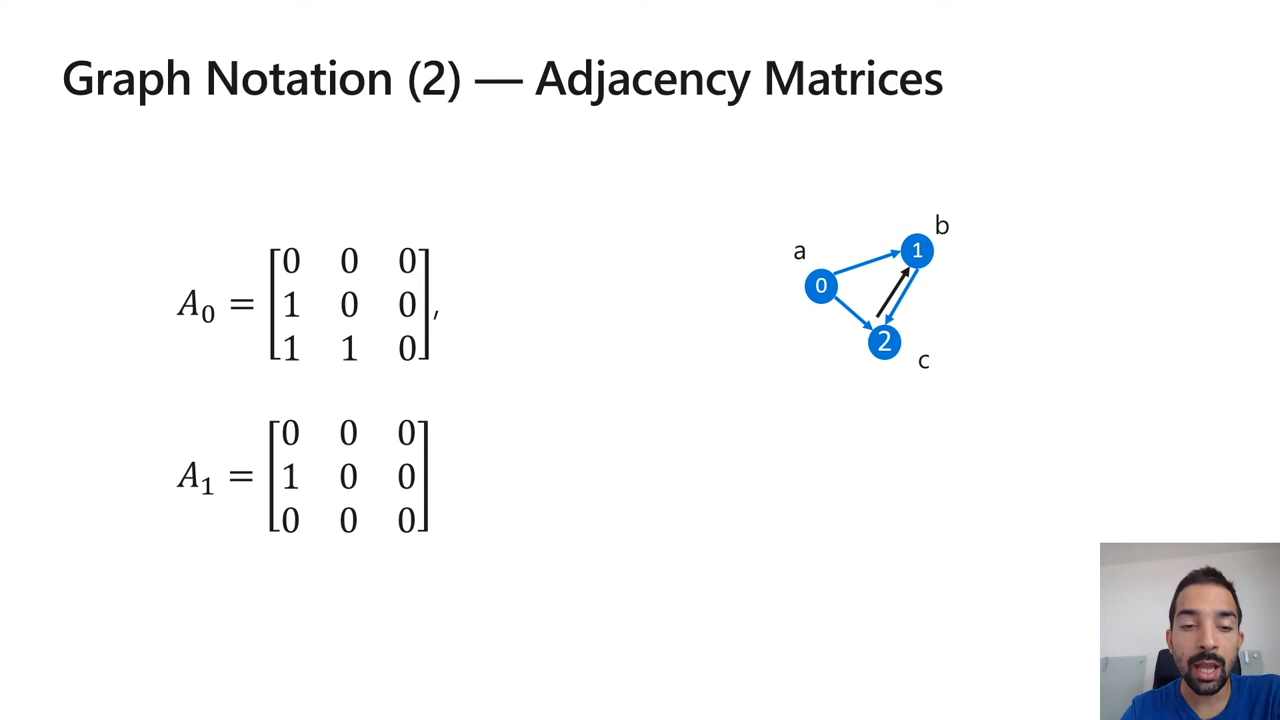 Graph Notation (2) — Adjacency Matrices
b
a
1
0
2
c
A₀ = [0 0 0
1 0 0
1 1 0],
A₁ = [0 0 0
1 0 0
0 0 0]